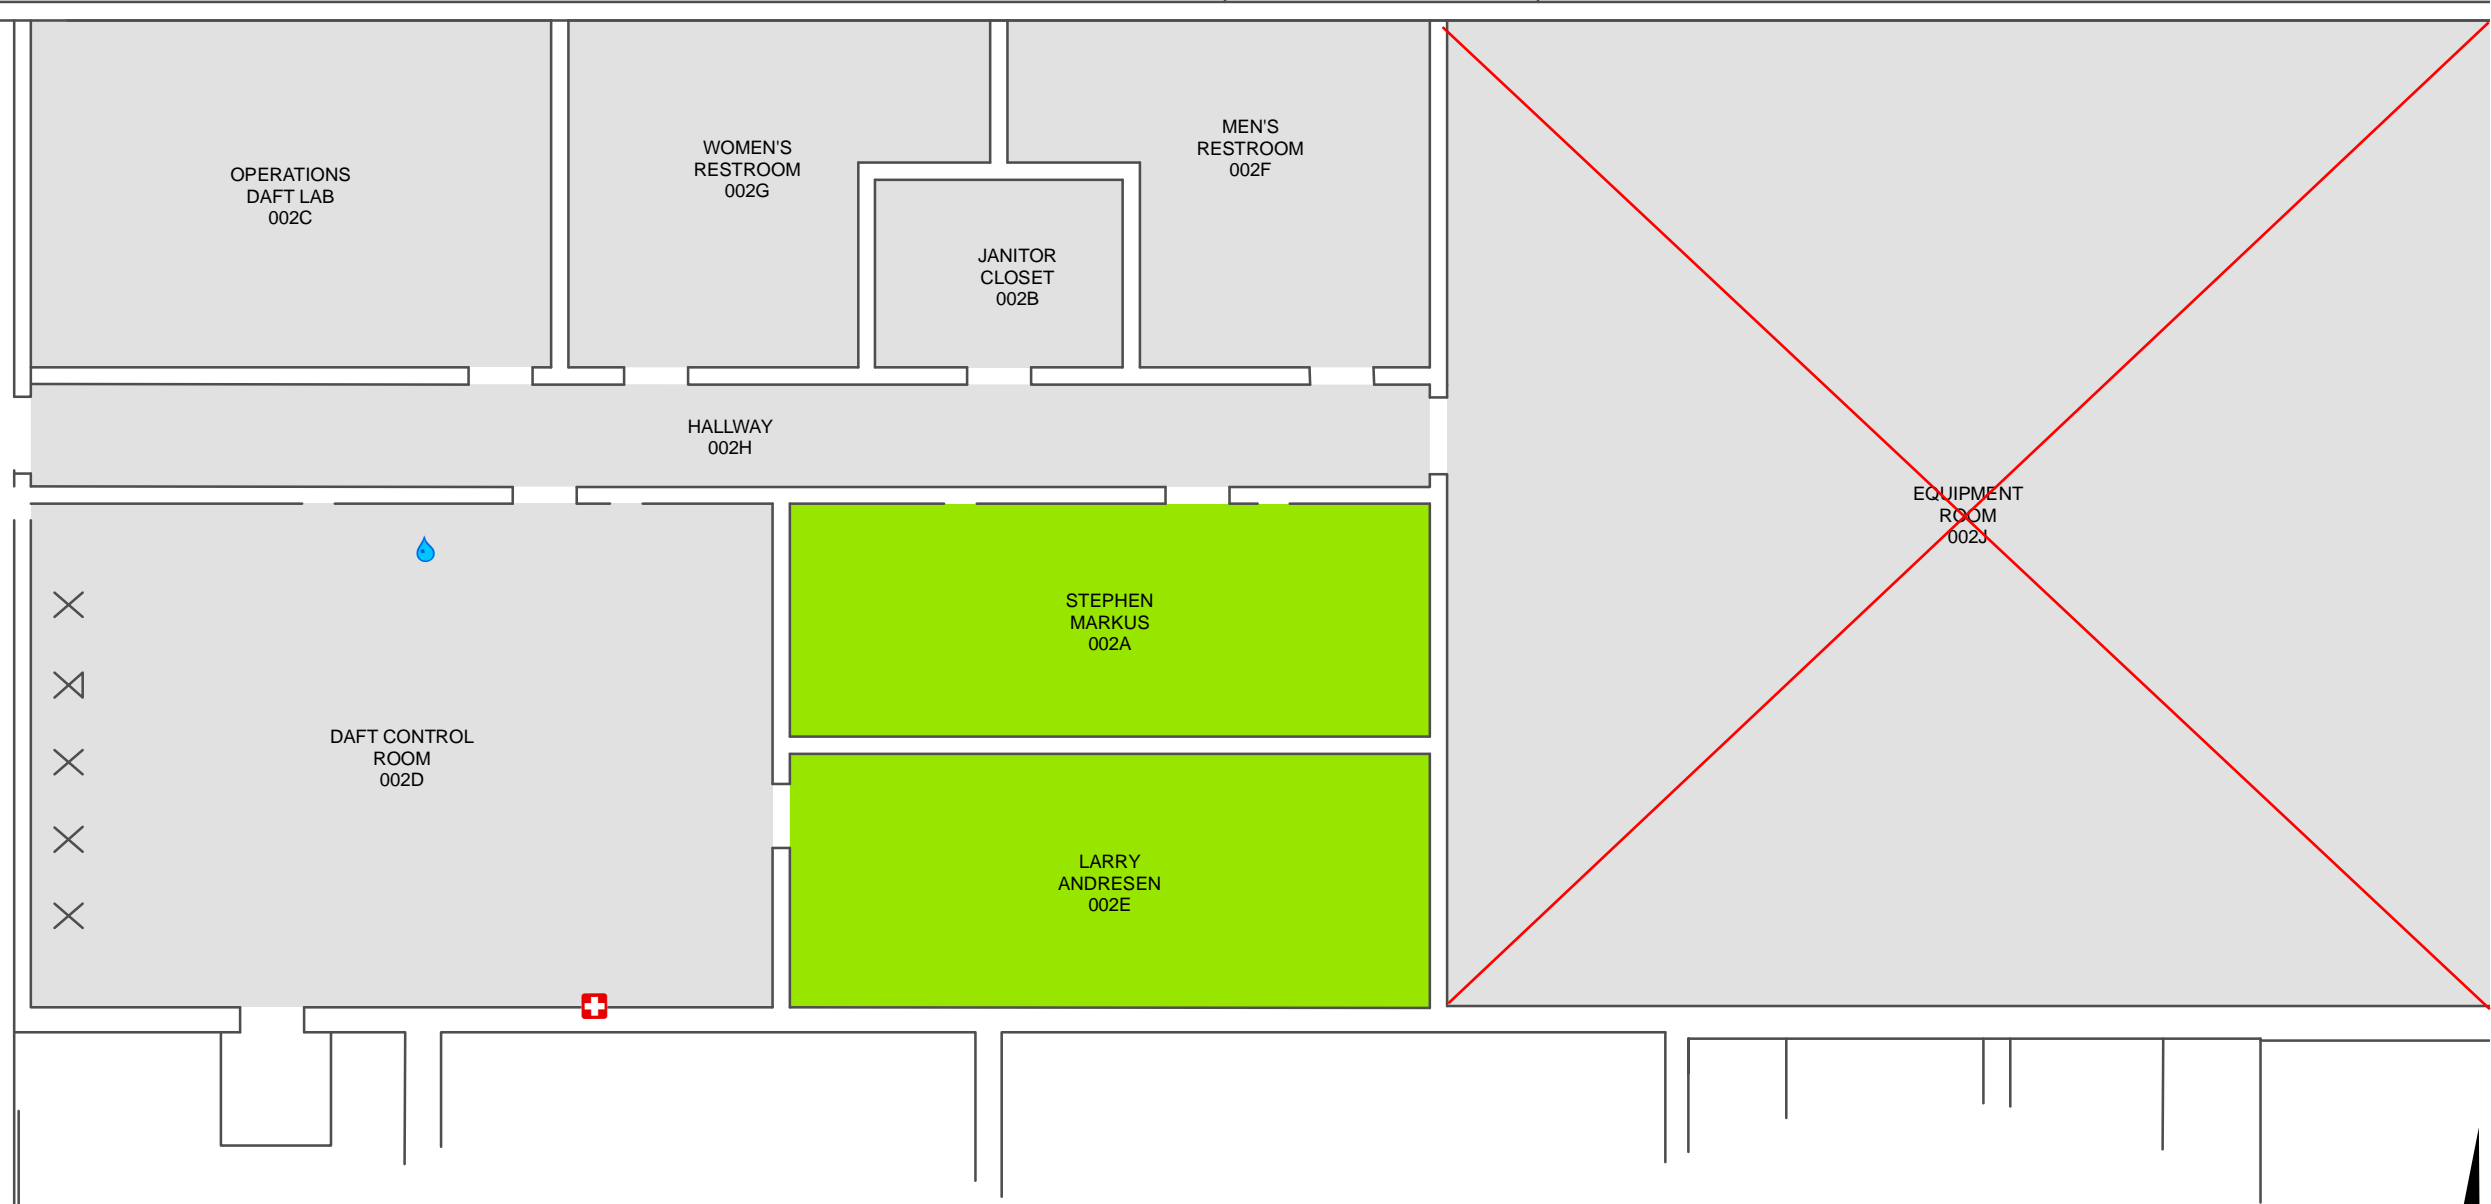 OPERATIONS
DAFT LAB
002C
WOMEN'S
RESTROOM
002G
MEN'S
RESTROOM
002F
JANITOR
CLOSET
002B
HALLWAY
002H
EQUIPMENT
ROOM
002J
STEPHEN
MARKUS
002A
DAFT CONTROL
ROOM
002D
LARRY
ANDRESEN
002E